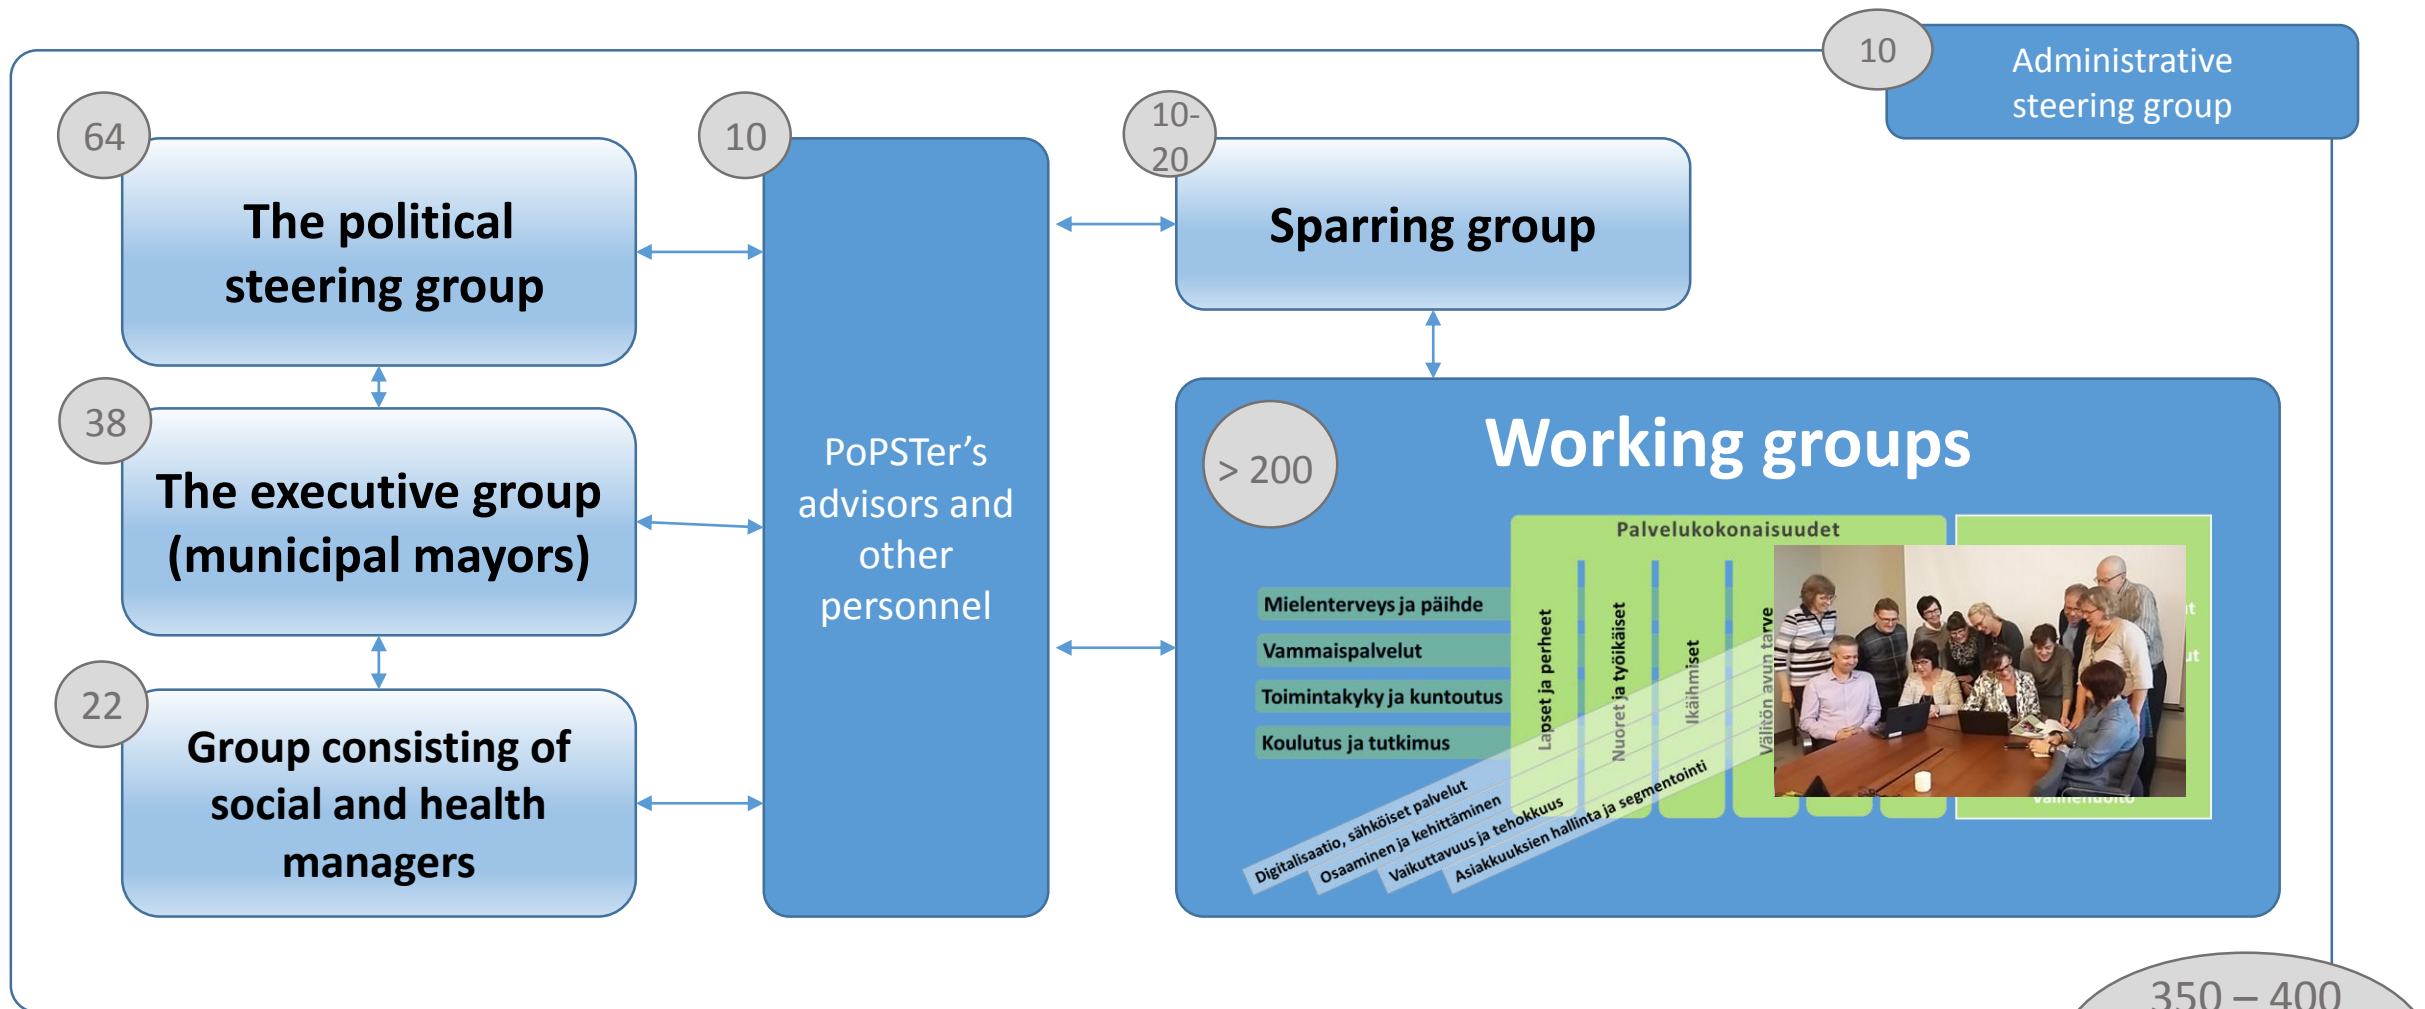 10
Administrative
steering group
64
The political
steering group
10
10-
20
Sparring group
38
The executive group
(municipal mayors)
PoPSTer’s
advisors and
other
personnel
> 200
Working groups
Palvelukokonaisuudet
Mielenterveys ja päihde
Vammaispalvelut
Toimintakyky ja kuntoutus
Koulutus ja tutkimus
Lapset ja perheet
Nuoret ja työikäiset
Ikäihmiset
Välitön avun tarve
Digitalisaatio, sähköiset palvelut
Osaaminen ja kehittäminen
Vaikuttavuus ja tehokkuus
Asiakkuuksien hallinta ja segmentointi
22
Group consisting of
social and health
managers
350 – 400